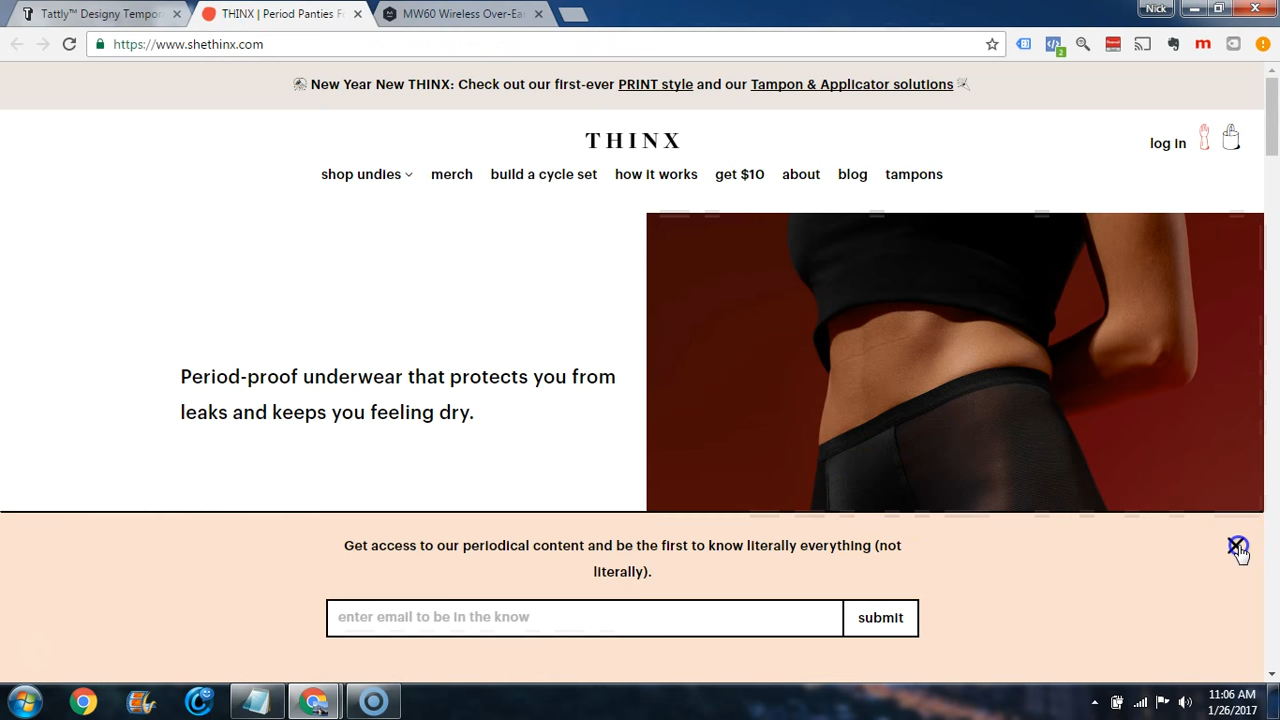 Tattly™ Designy Tempora
THINX | Period Panties Fo
MW60 Wireless Over-Ear
Nick
https://www.shethinx.com
2
m
New Year New THINX: Check out our first-ever PRINT style and our Tampon & Applicator solutions
THINX
log in
shop undies merch build a cycle set how it works get $10 about blog tampons
Period-proof underwear that protects you from
leaks and keeps you feeling dry.
Get access to our periodical content and be the first to know literally everything (not
literally).
enter email to be in the know
submit
11:06 AM
1/26/2017